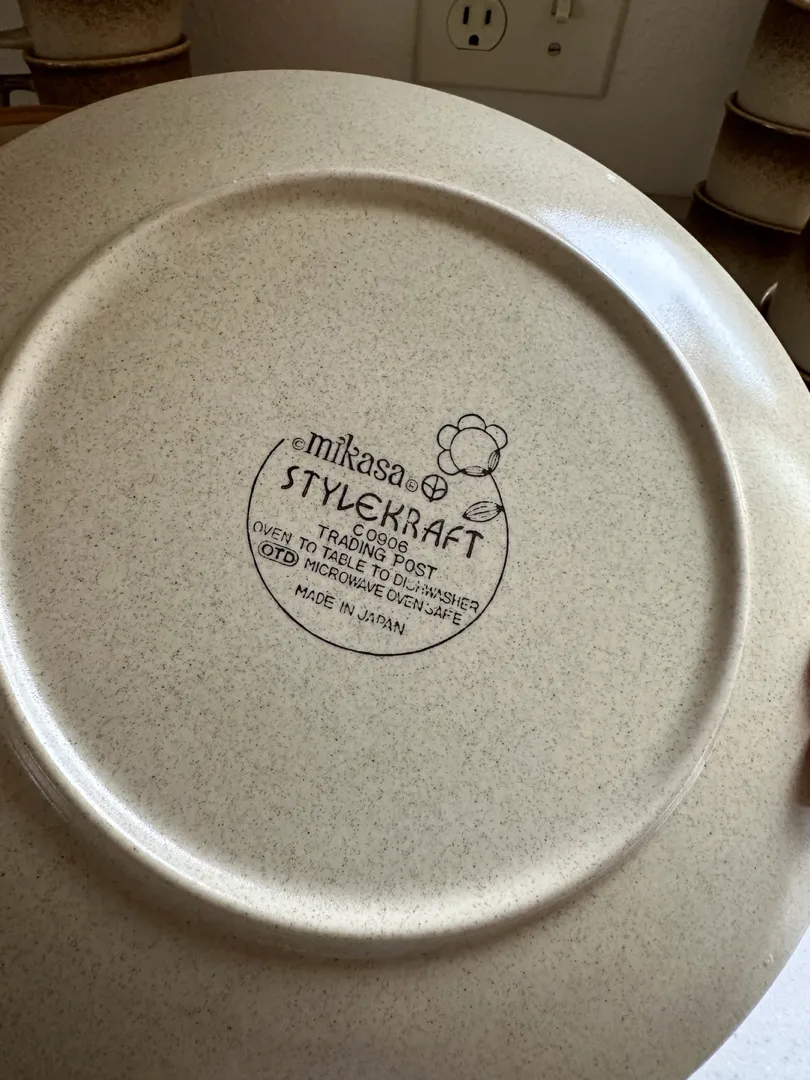 ©mikasa®
STYLEKRAFT
C0906
TRADING POST
OVEN TO TABLE TO DISHWASHER
OTD MICROWAVE OVEN SAFE
MADE IN JAPAN